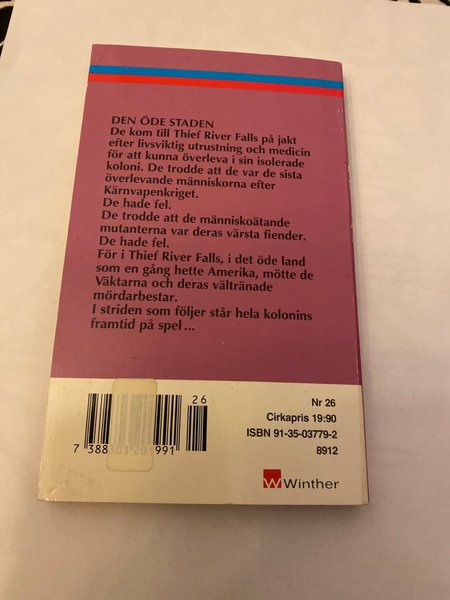 DEN ÖDE STADEN
De kom till Thief River Falls på jakt
efter livsviktig utrustning och medicin
för att kunna överleva i sin isolerade
koloni. De trodde att de var de sista
överlevande människorna efter
Kärnvapenkriget.
De hade fel.
De trodde att de människoätande
mutanterna var deras värsta fiender.
De hade fel.
För i Thief River Falls, i det öde land
som en gång hette Amerika, mötte de
Väktarna och deras vältränade
mördarbestar.
I striden som följer står hela kolonins
framtid på spel ...
26
7 388303 201991
Nr 26
Cirkapris 19:90
ISBN 91-35-03779-2
8912
Winther